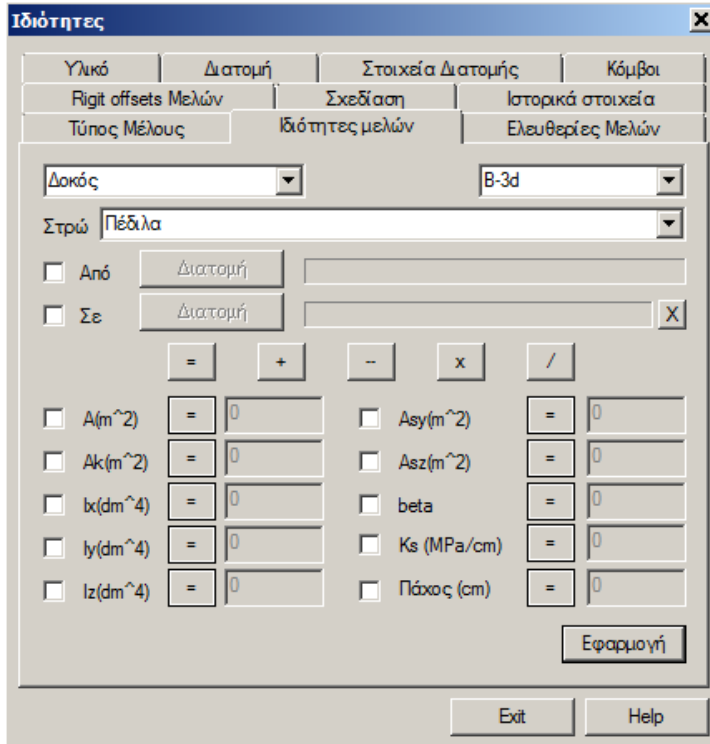 Ιδιότητες
Υλικό Διατομή Στοιχεία Διατομής Κόμβοι
Rigit offsets Μελών Σχεδίαση Ιστορικά στοιχεία
Τύπος Μέλους Ιδιότητες μελών Ελευθερίες Μελών
Δοκός B-3d
Στρώ Πέδιλα
Από Διατομή
Σε Διατομή X
= + -- x /
A(m^2) = 0 Asy(m^2) = 0
Ak(m^2) = 0 Asz(m^2) = 0
Ix(dm^4) = 0 beta = 0
Iy(dm^4) = 0 Ks (MPa/cm) = 0
Iz(dm^4) = 0 Πάχος (cm) = 0
Εφαρμογή
Exit Help